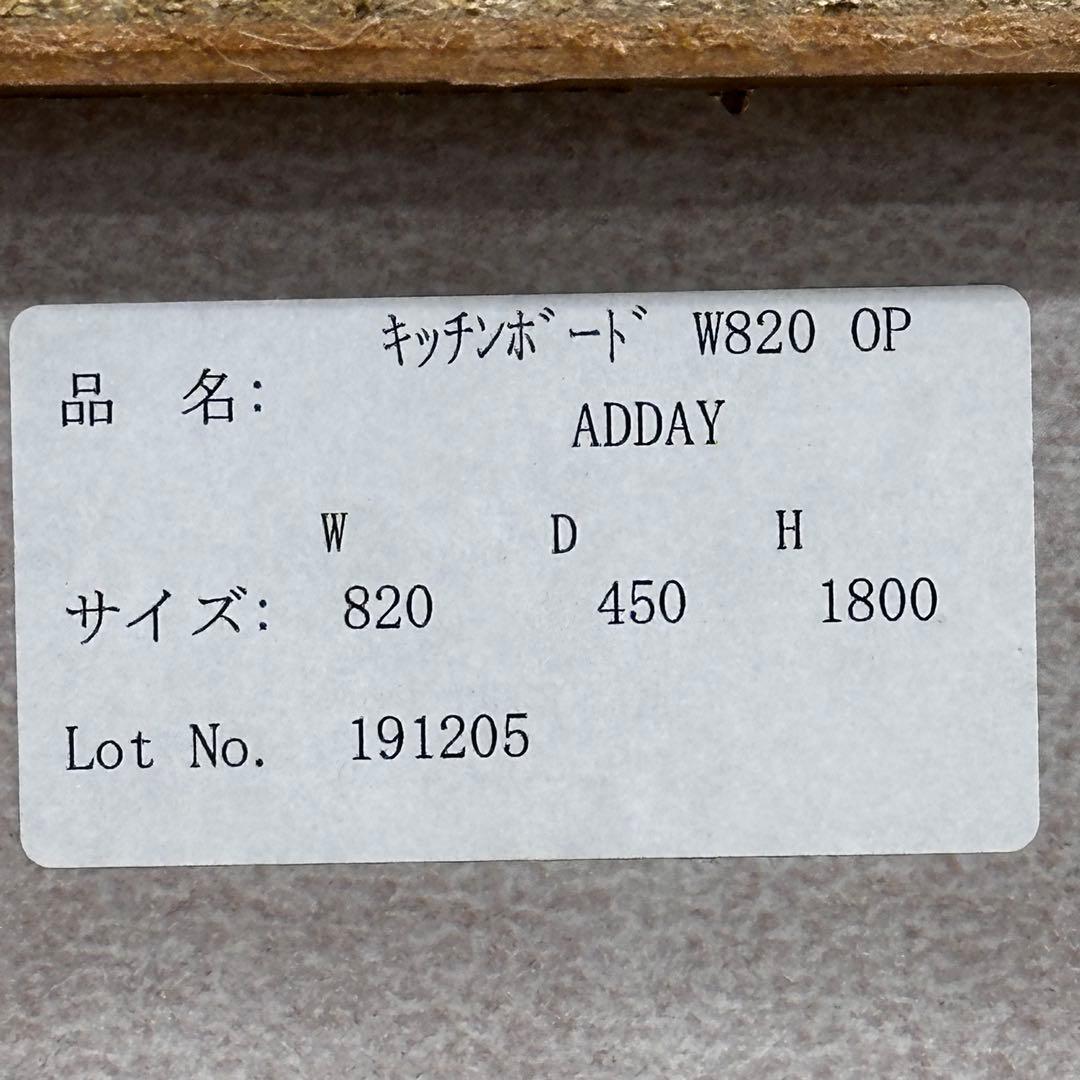 品 名: ｷｯﾁﾝﾎﾞｰﾄﾞ W820 OP
ADDAY
W D H
サイズ: 820 450 1800
Lot No. 191205